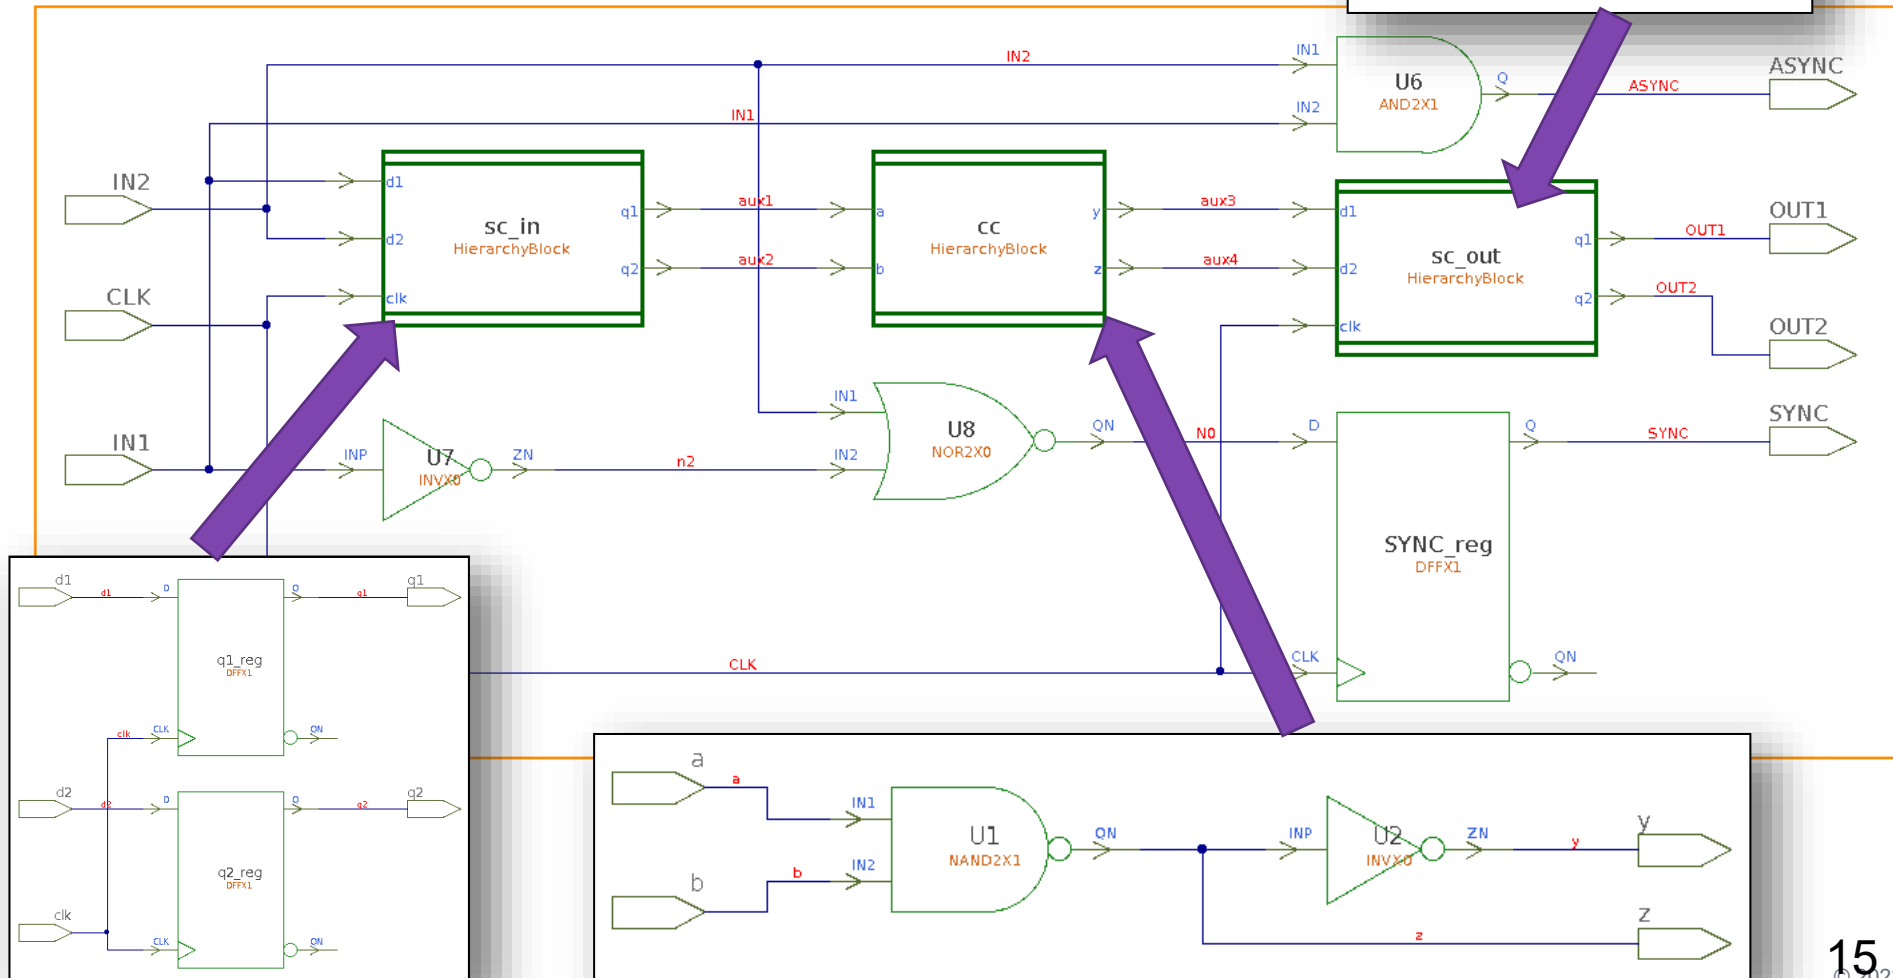 IN2
IN1
U6
AND2X1
IN2
Q
ASYNC
ASYNC
IN1
IN2
d1
d2
clk
sc_in
HierarchyBlock
q1
q2
aux1
aux2
a
b
cc
HierarchyBlock
y
z
aux3
aux4
d1
d2
clk
sc_out
HierarchyBlock
q1
q2
OUT1
OUT1
OUT2
OUT2
CLK
IN1
INP
U7
INVX0
ZN
n2
IN1
IN2
U8
NOR2X0
QN
N0
D
Q
SYNC
SYNC
SYNC_reg
DFFX1
CLK
CLK
QN
d1
d1
D
Q
q1
q1
q1_reg
DFFX1
clk
CLK
QN
d2
d2
D
Q
q2
q2
q2_reg
DFFX1
clk
CLK
QN
a
a
IN1
b
b
IN2
U1
NAND2X1
QN
INP
U2
INVX0
ZN
y
y
z
z
15